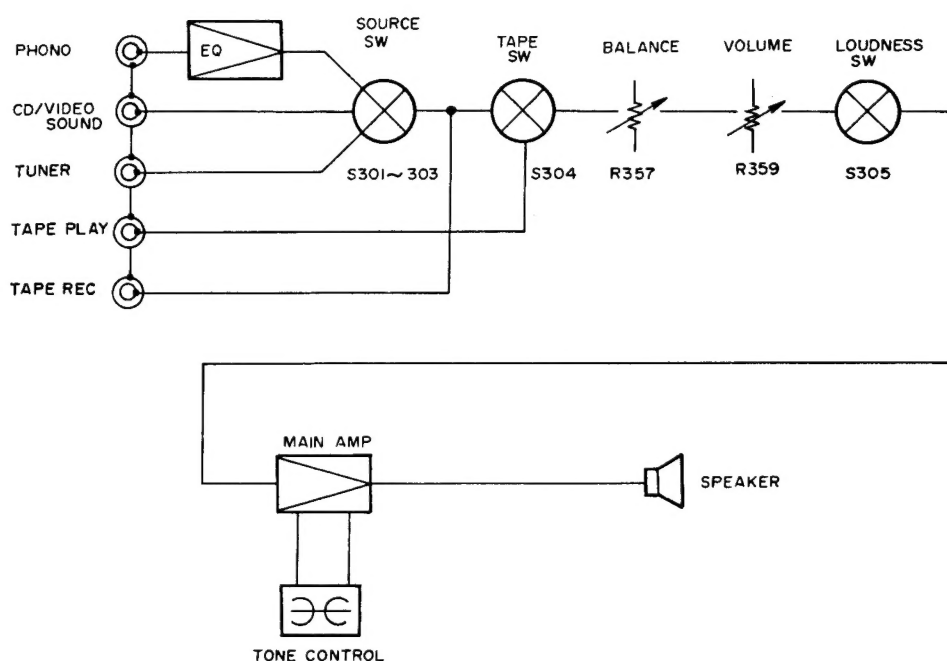 PHONO
EQ
SOURCE
SW
TAPE
SW
BALANCE
VOLUME
LOUDNESS
SW
CD/VIDEO
SOUND
TUNER
S301~303
S304
R357
R359
S305
TAPE PLAY
TAPE REC
MAIN AMP
SPEAKER
TONE CONTROL